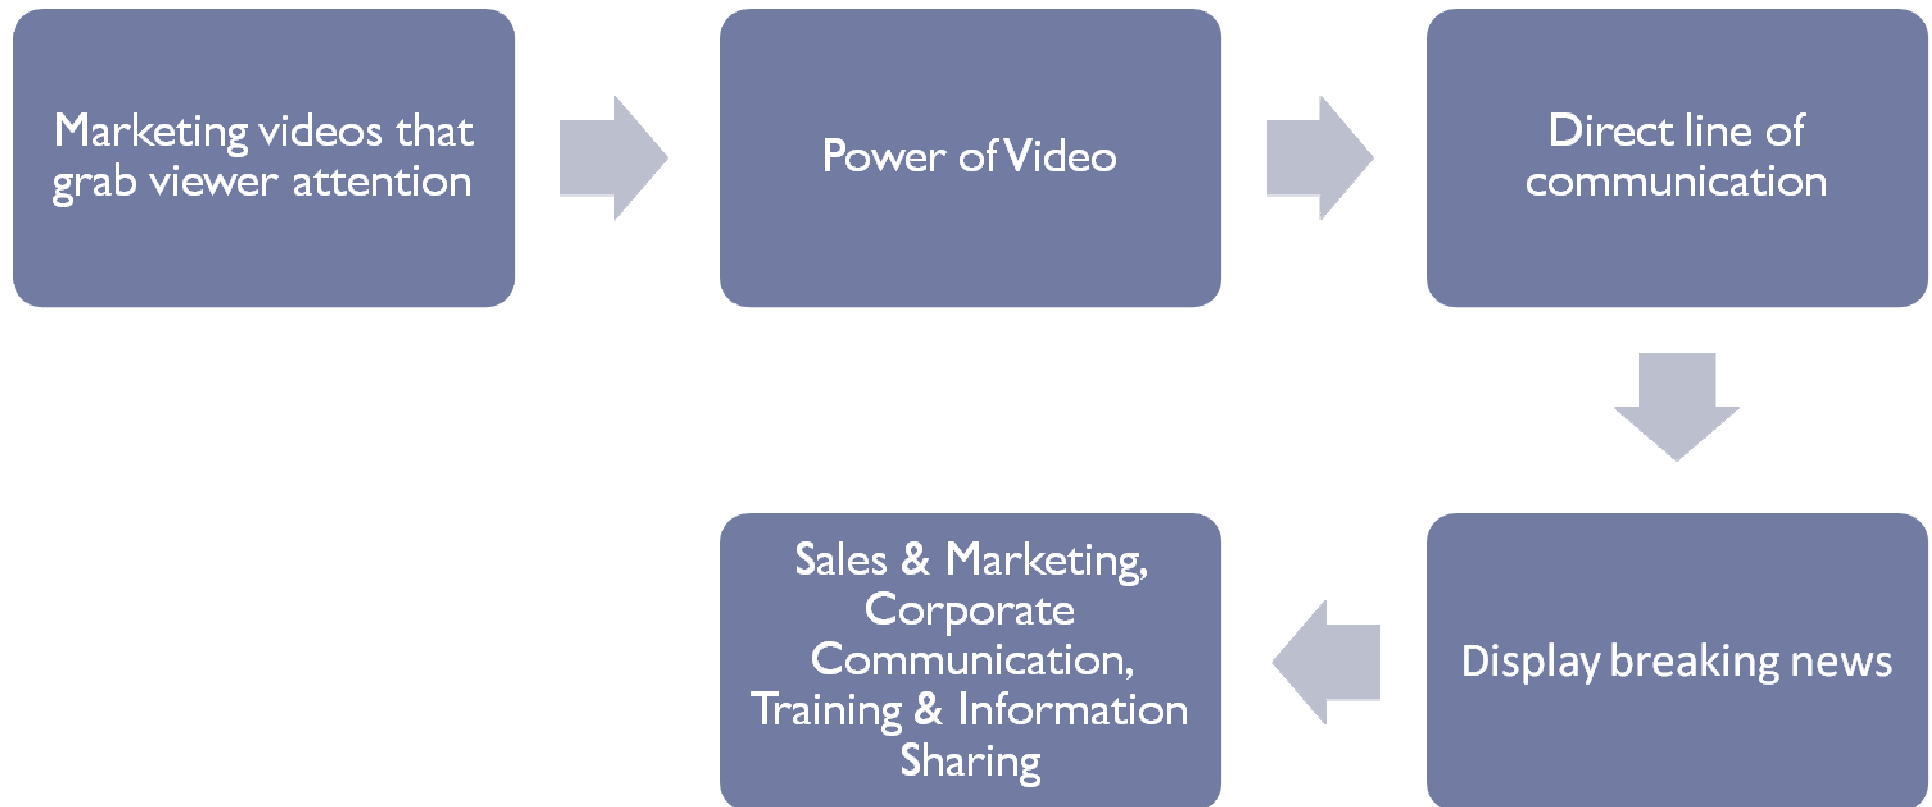 Marketing videos that
grab viewer attention
Power of Video
Direct line of
communication
Display breaking news
Sales & Marketing,
Corporate
Communication,
Training & Information
Sharing